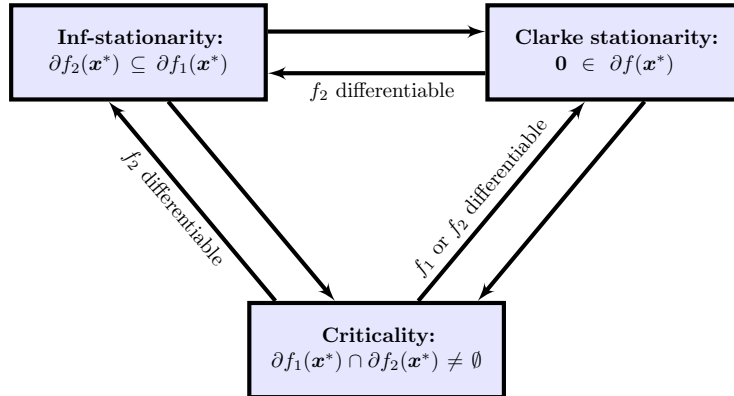 Inf-stationarity:
∂f₂(x*) ⊆ ∂f₁(x*)
Clarke stationarity:
0 ∈ ∂f(x*)
f₂ differentiable
f₂ differentiable
f₁ or f₂ differentiable
Criticality:
∂f₁(x*) ∩ ∂f₂(x*) ≠ ∅